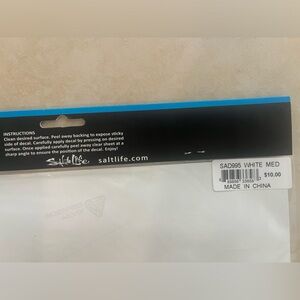 INSTRUCTIONS
Clean desired surface. Peel away backing to expose sticky
side of decal. Carefully apply decal by pressing on desired
surface. Once applied carefully peel away clear sheet at a
sharp angle to ensure the position of the decal. Enjoy!
Salt Life saltlife.com
SAD995 WHITE MED
$10.00
MADE IN CHINA